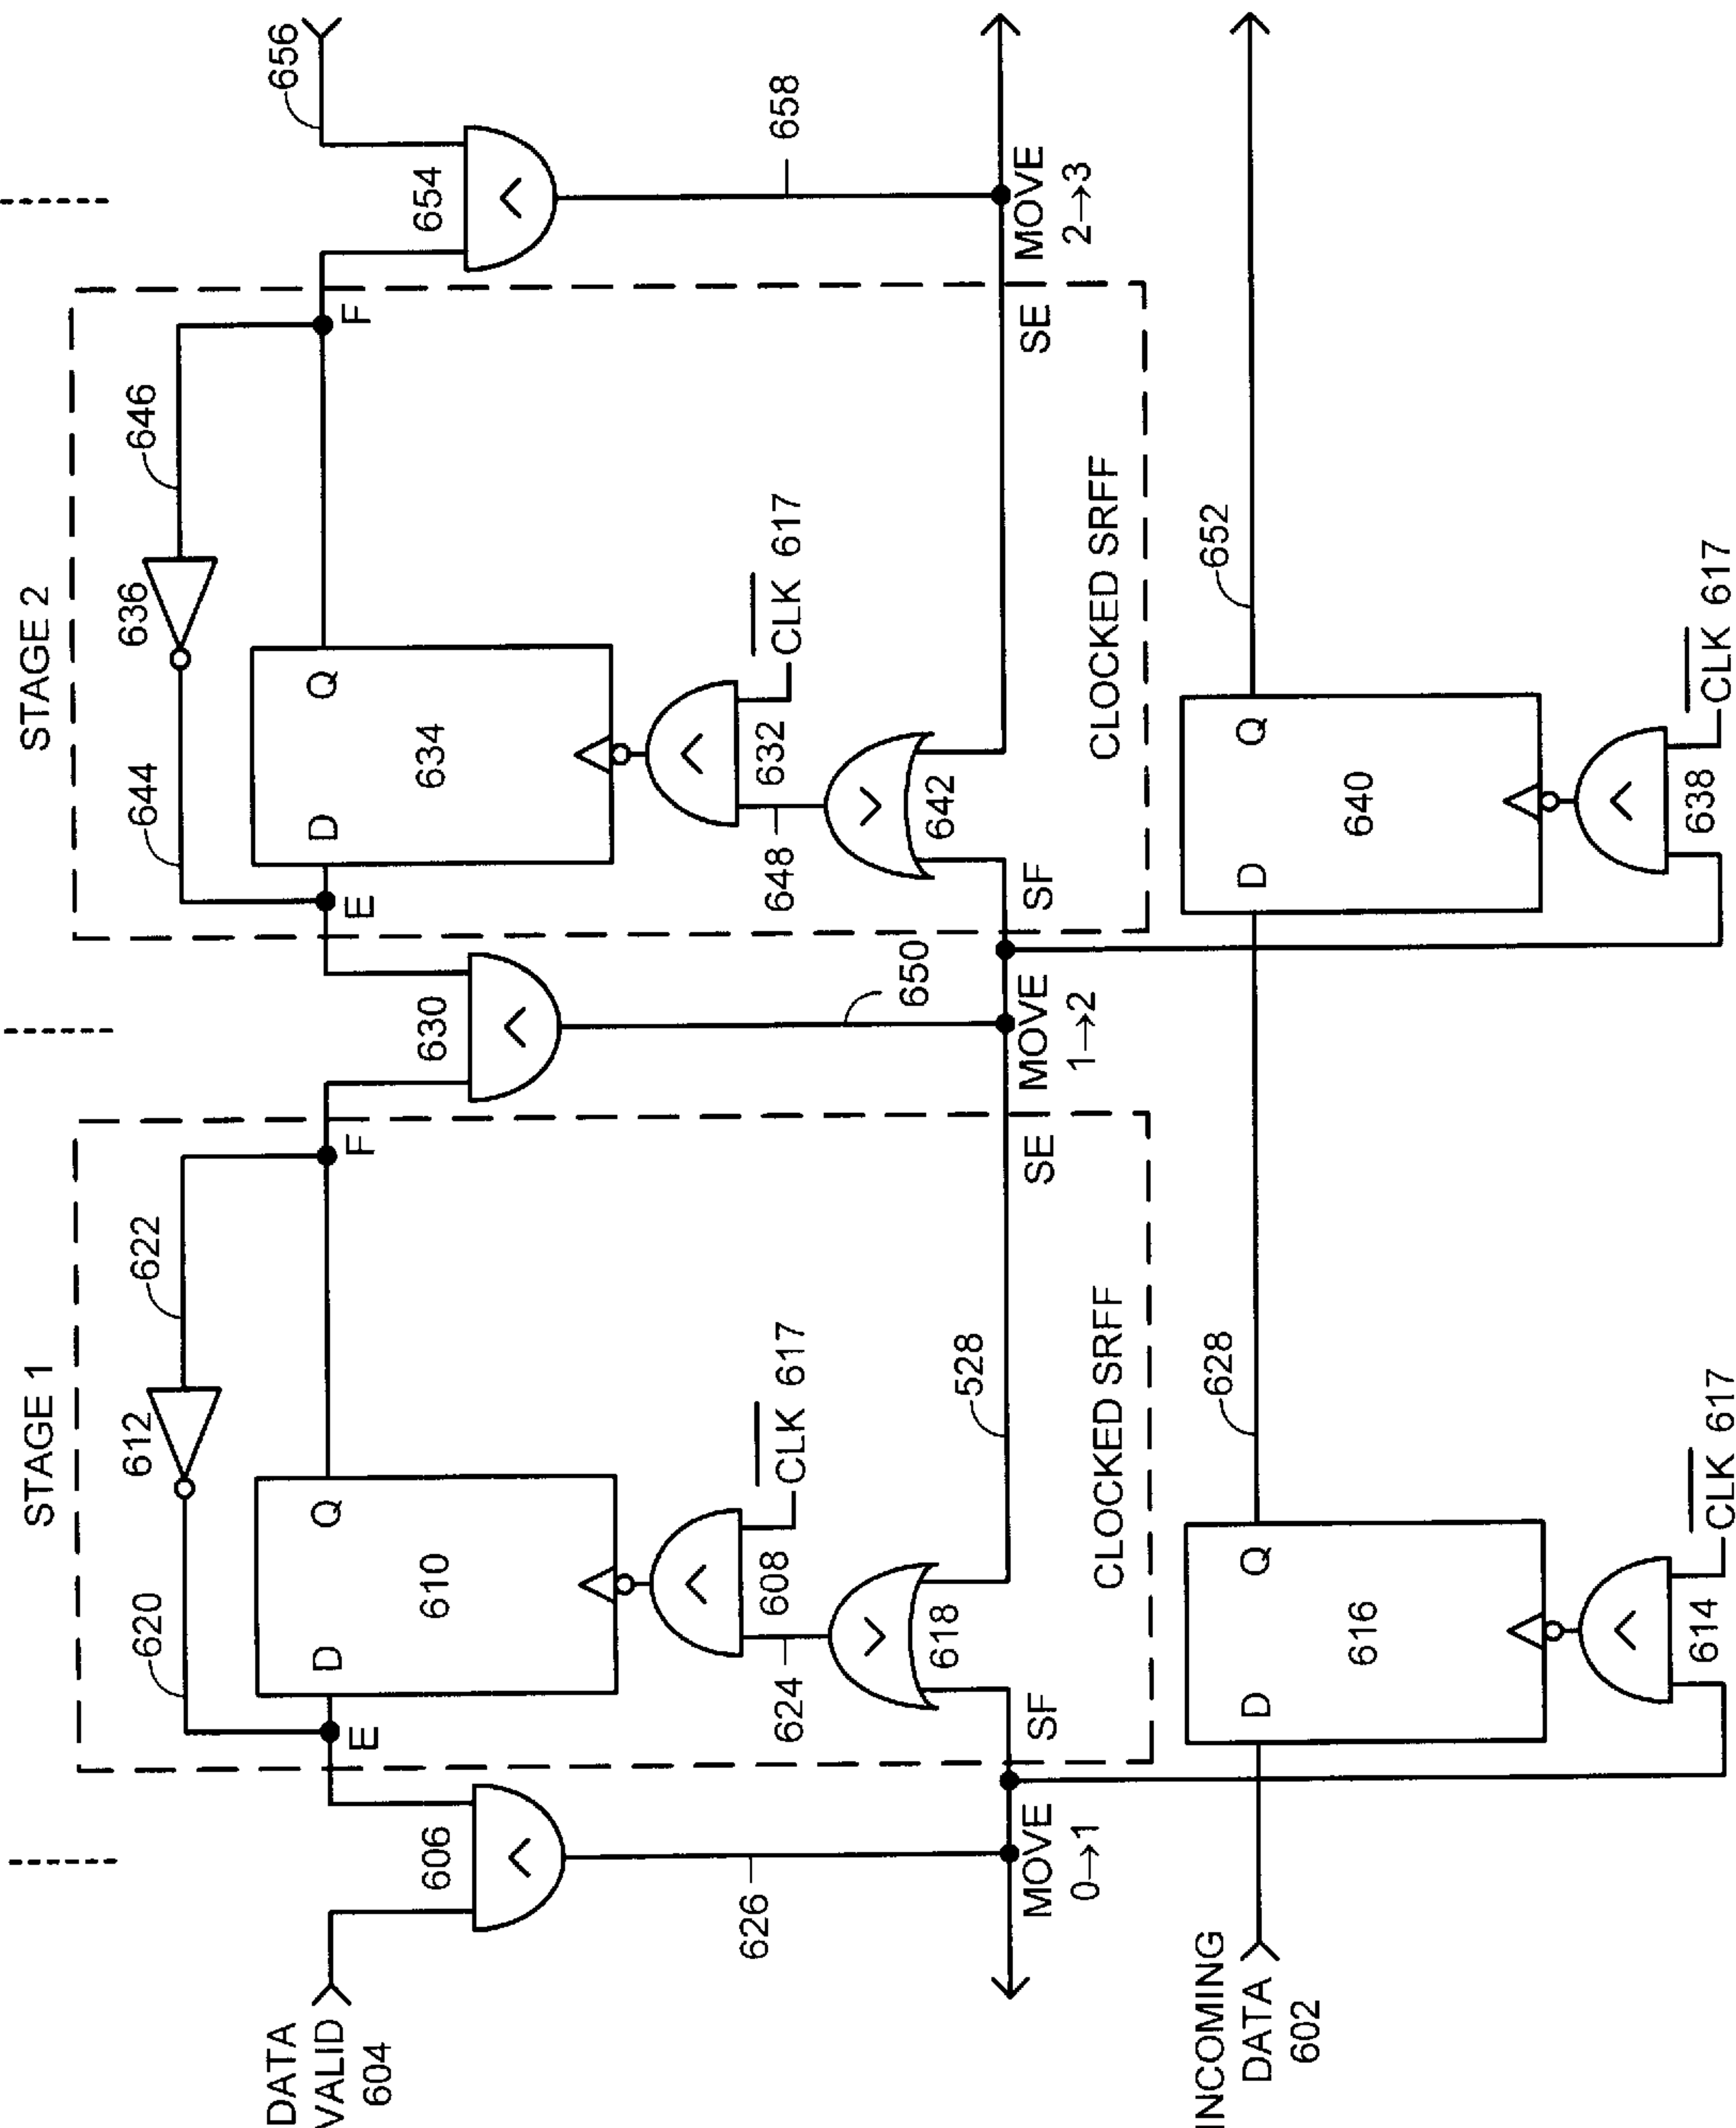 STAGE 1
STAGE 2
620
612
622
644
636
646
656
DATA
VALID
604
606
E
D
Q
610
F
630
E
D
Q
634
F
654
608
CLK 617
632
CLK 617
624
618
648
642
626
528
650
658
SF
SE
SF
SE
MOVE
0→1
MOVE
1→2
MOVE
2→3
CLOCKED SRFF
CLOCKED SRFF
INCOMING
DATA
602
D
Q
616
628
D
Q
640
652
614
CLK 617
638
CLK 617